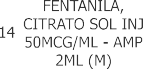 FENTANILA,
14 CITRATO SOL INJ
50MCG/ML - AMP
2ML (M)